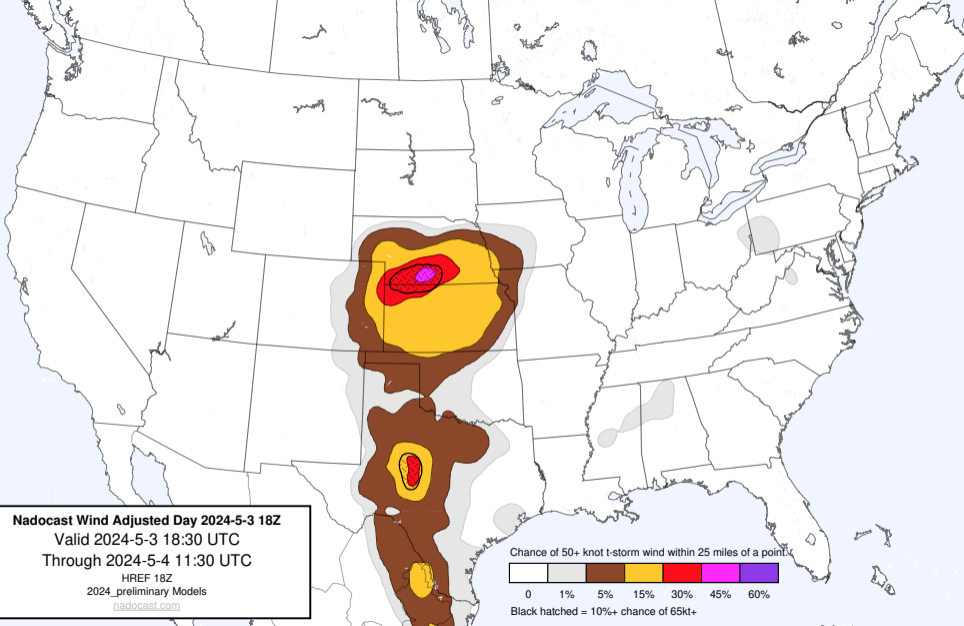 Nadocast Wind Adjusted Day 2024-5-3 18Z
Valid 2024-5-3 18:30 UTC
Through 2024-5-4 11:30 UTC
HREF 18Z
2024_preliminary Models
nadocast.com
Chance of 50+ knot t-storm wind within 25 miles of a point.
0 1% 5% 15% 30% 45% 60%
Black hatched = 10%+ chance of 65kt+